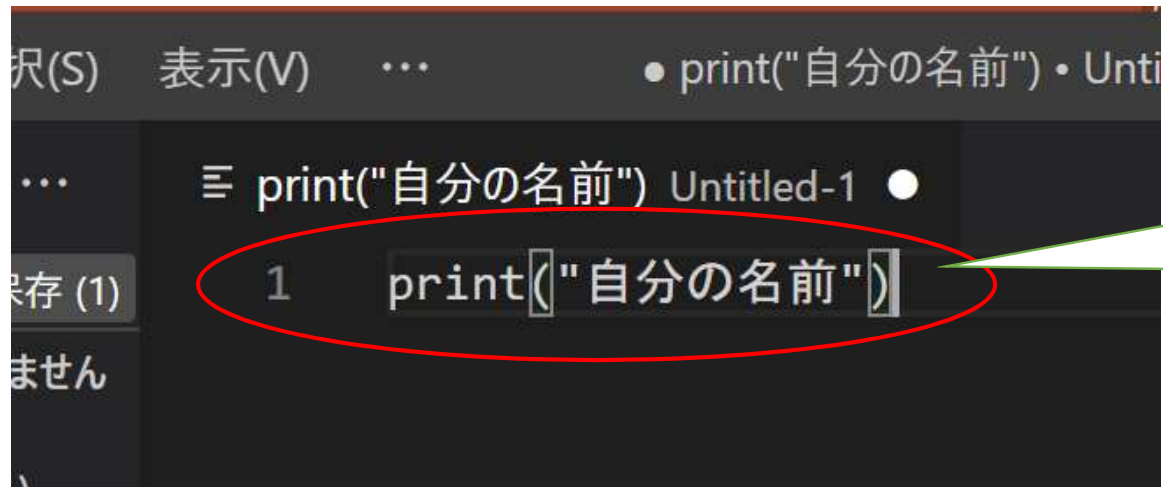 択(S) 表示(V) … ● print("自分の名前") • Unti
… print("自分の名前") Untitled-1 ●
保存 (1)
1 print("自分の名前")
ません